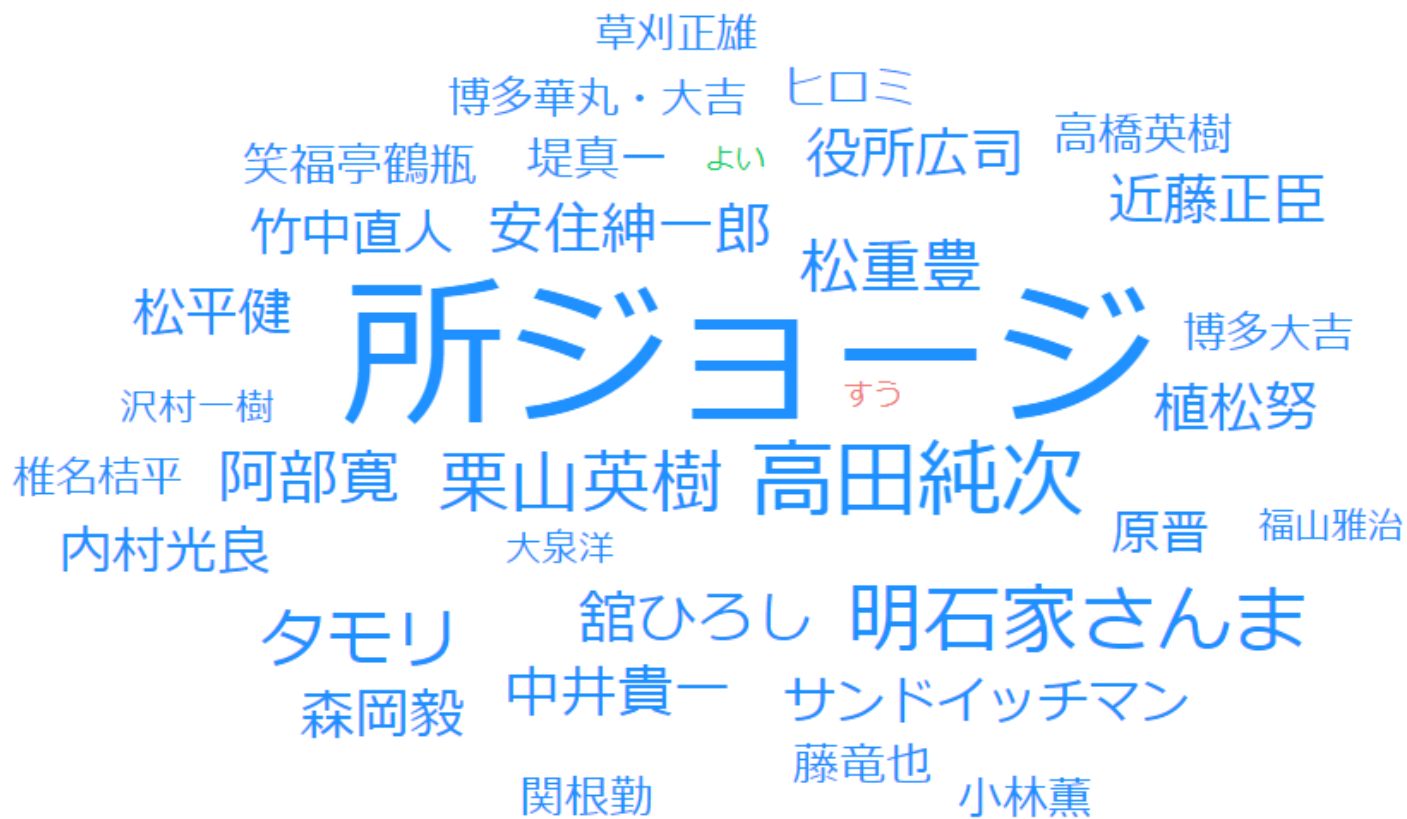 草刈正雄
博多華丸・大吉
ヒロミ
高橋英樹
笑福亭鶴瓶
堤真一
よい
役所広司
近藤正臣
竹中直人
安住紳一郎
松重豊
松平健
所ジョージ
博多大吉
すう
沢村一樹
植松努
椎名桔平
阿部寛
栗山英樹
高田純次
内村光良
大泉洋
原晋
福山雅治
タモリ
舘ひろし
明石家さんま
森岡毅
中井貴一
サンドイッチマン
藤竜也
関根勤
小林薫